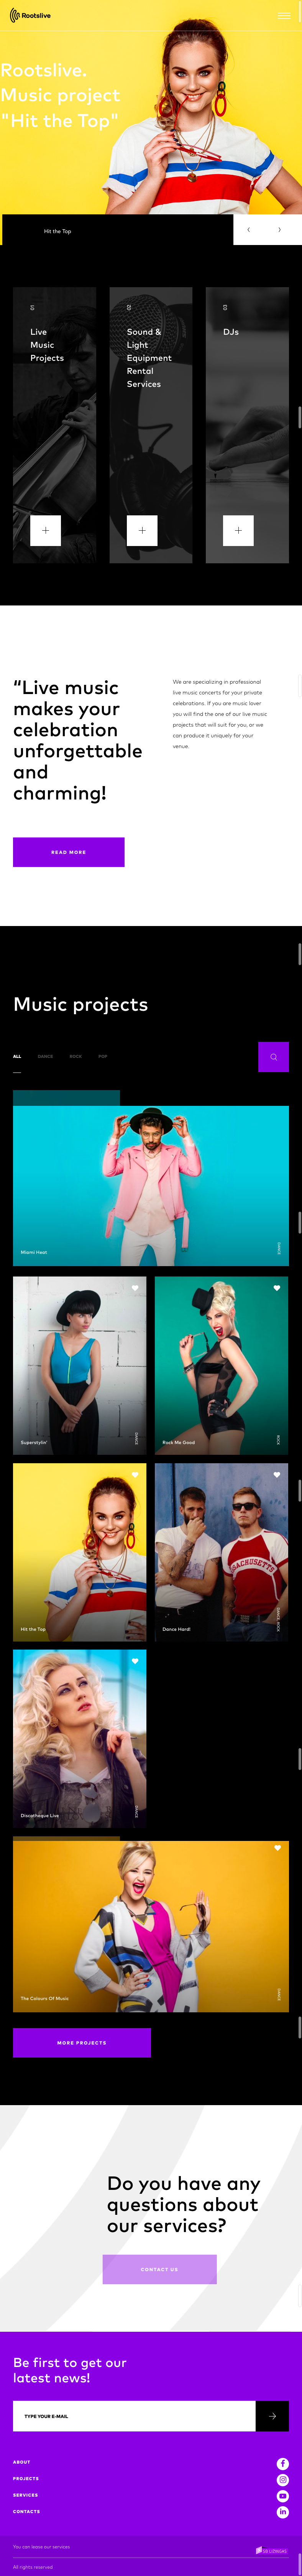 Rootslive
Rootslive.
Music project
"Hit the Top"
Hit the Top
01
Live
Music
Projects
02
Sound &
Light
Equipment
Rental
Services
03
DJs
“Live music
makes your
celebration
unforgettable
and
charming!
We are specializing in professional
live music concerts for your private
celebrations. If you are music lover
you will find the one of our live music
projects that will suit for you, or we
can produce it uniquely for your
venue.
READ MORE
Music projects
ALL
DANCE
ROCK
POP
Miami Heat
DANCE
Superstylin'
DANCE
Rock Me Good
ROCK
Hit the Top
MASSACHUSETTS
Dance Hard!
DANCE, ROCK
Discotheque Live
DANCE
The Colours Of Music
DANCE
MORE PROJECTS
Do you have any
questions about
our services?
CONTACT US
Be first to get our
latest news!
TYPE YOUR E-MAIL
ABOUT
PROJECTS
SERVICES
CONTACTS
You can lease our services
SB LIZINGAS
All rights reserved